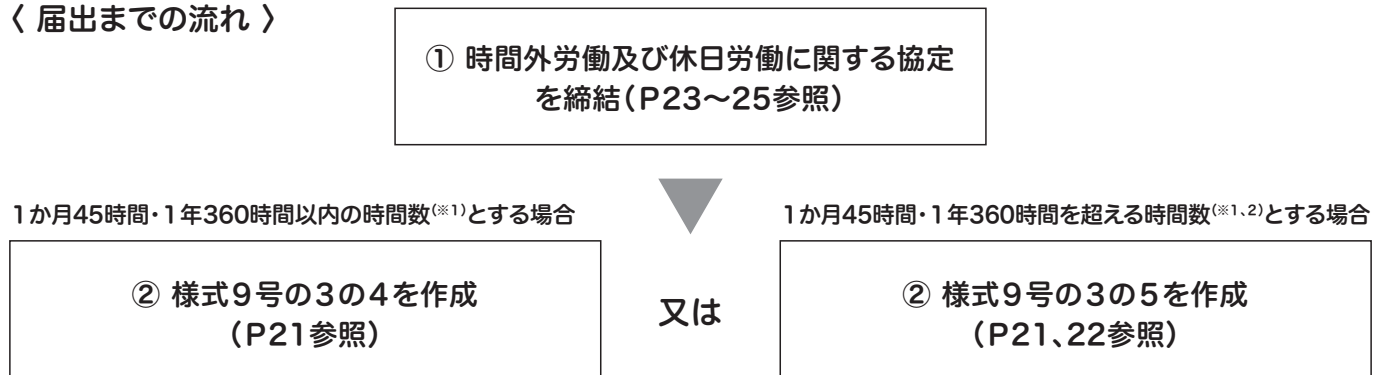 〈 届出までの流れ 〉
① 時間外労働及び休日労働に関する協定
を締結(P23〜25参照)
1か月45時間・1年360時間以内の時間数(※1)とする場合
② 様式9号の3の4を作成
(P21参照)
又は
1か月45時間・1年360時間を超える時間数(※1、2)とする場合
② 様式9号の3の5を作成
(P21、22参照)